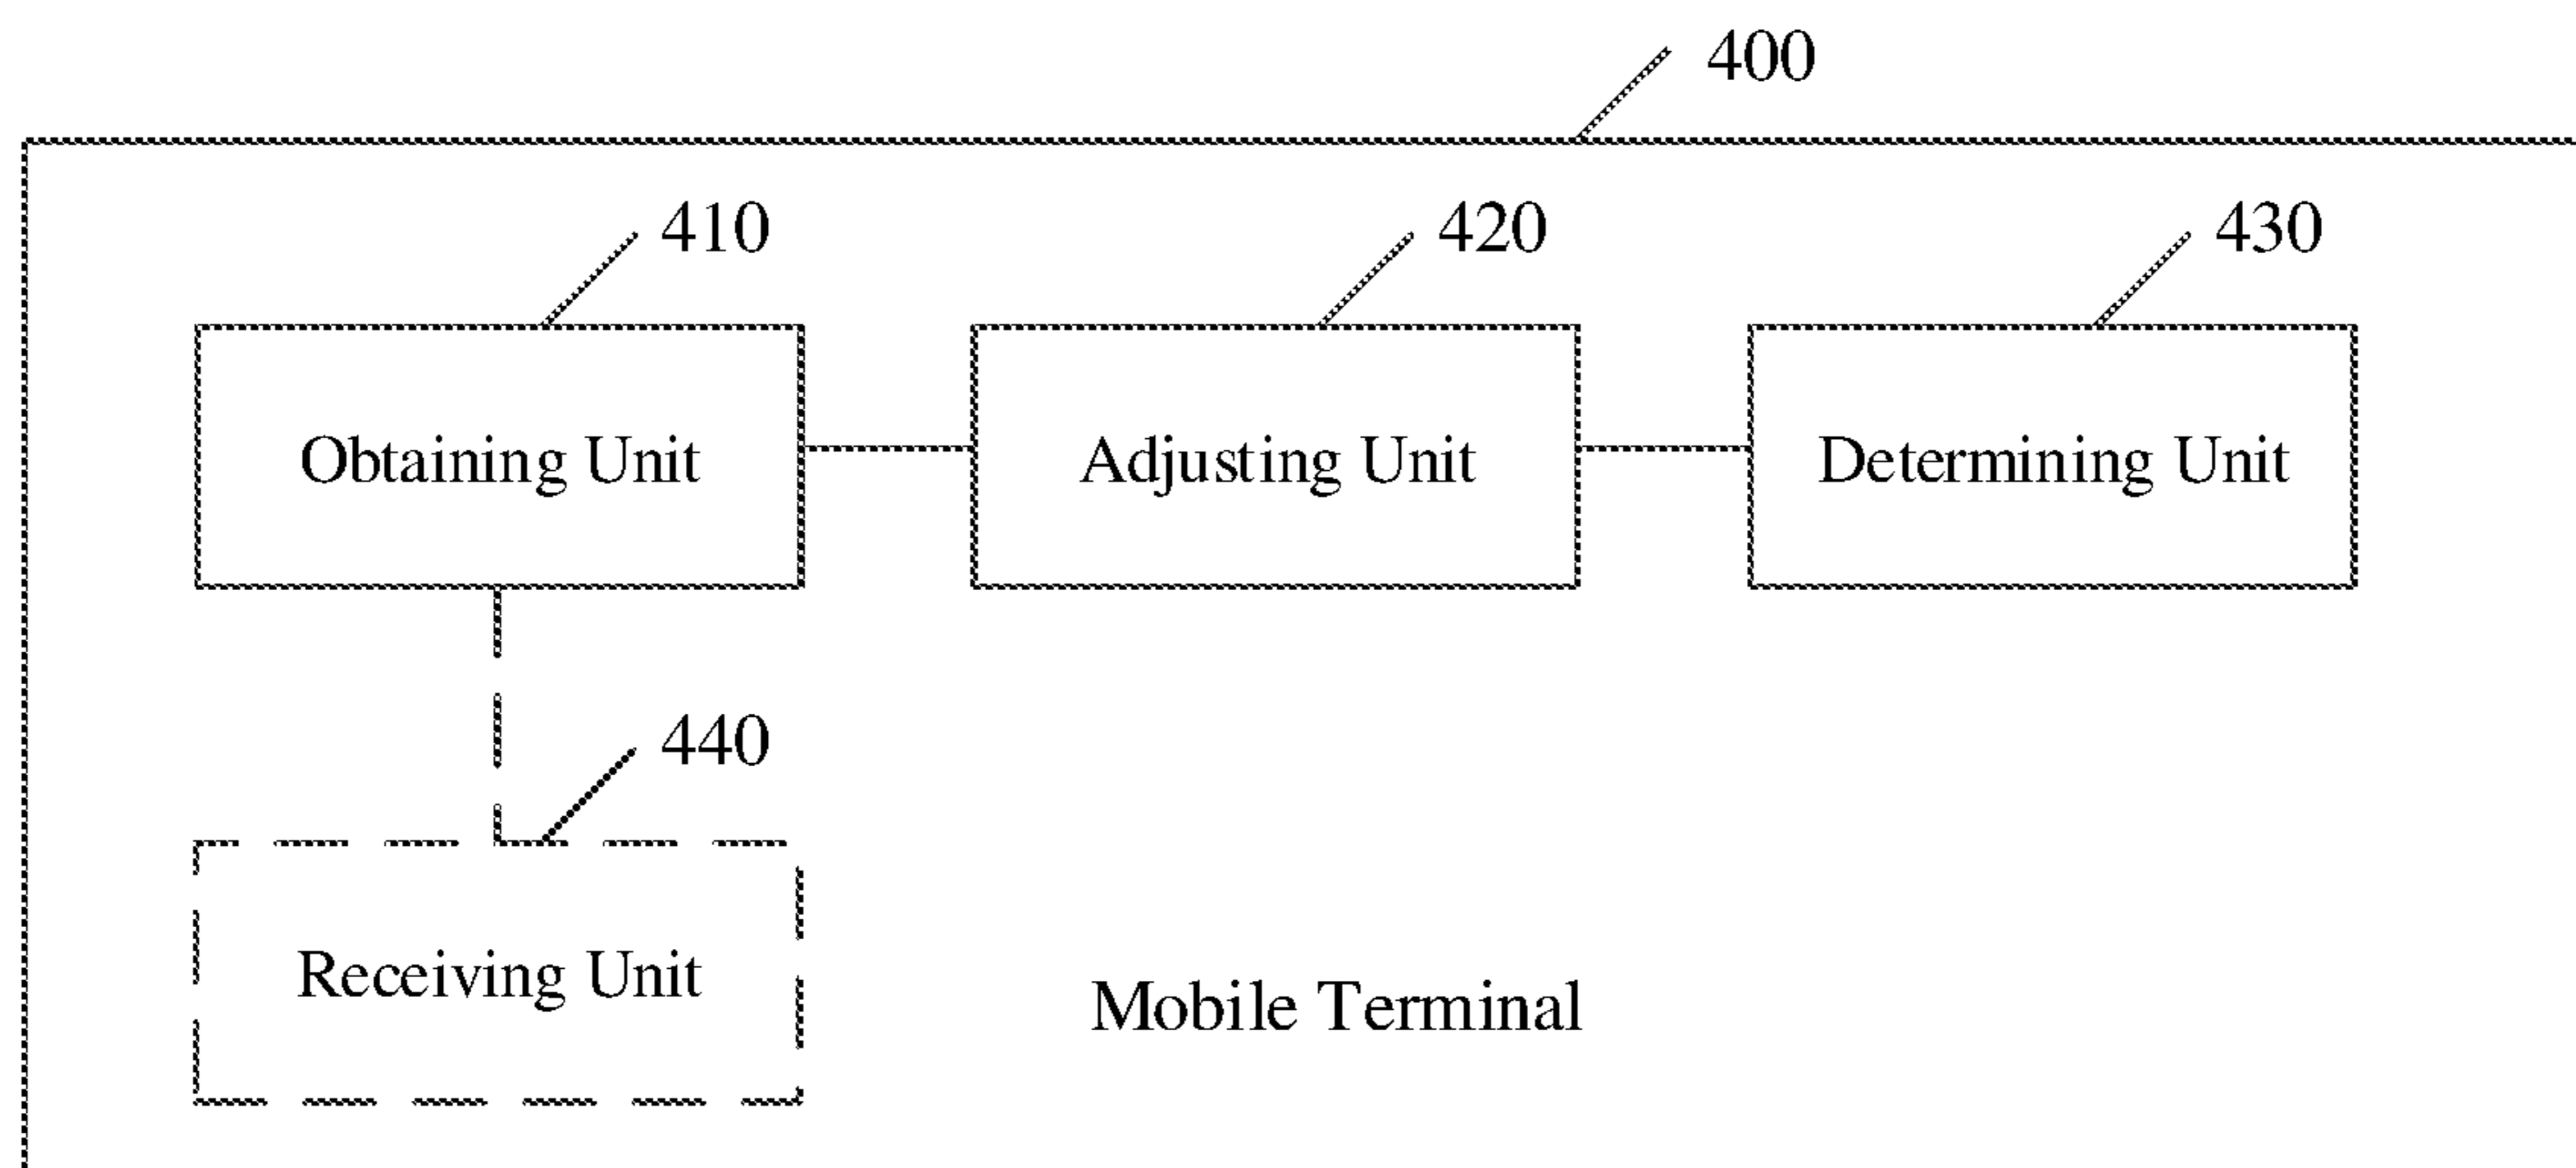 400
410
420
430
Obtaining Unit
Adjusting Unit
Determining Unit
440
Receiving Unit
Mobile Terminal